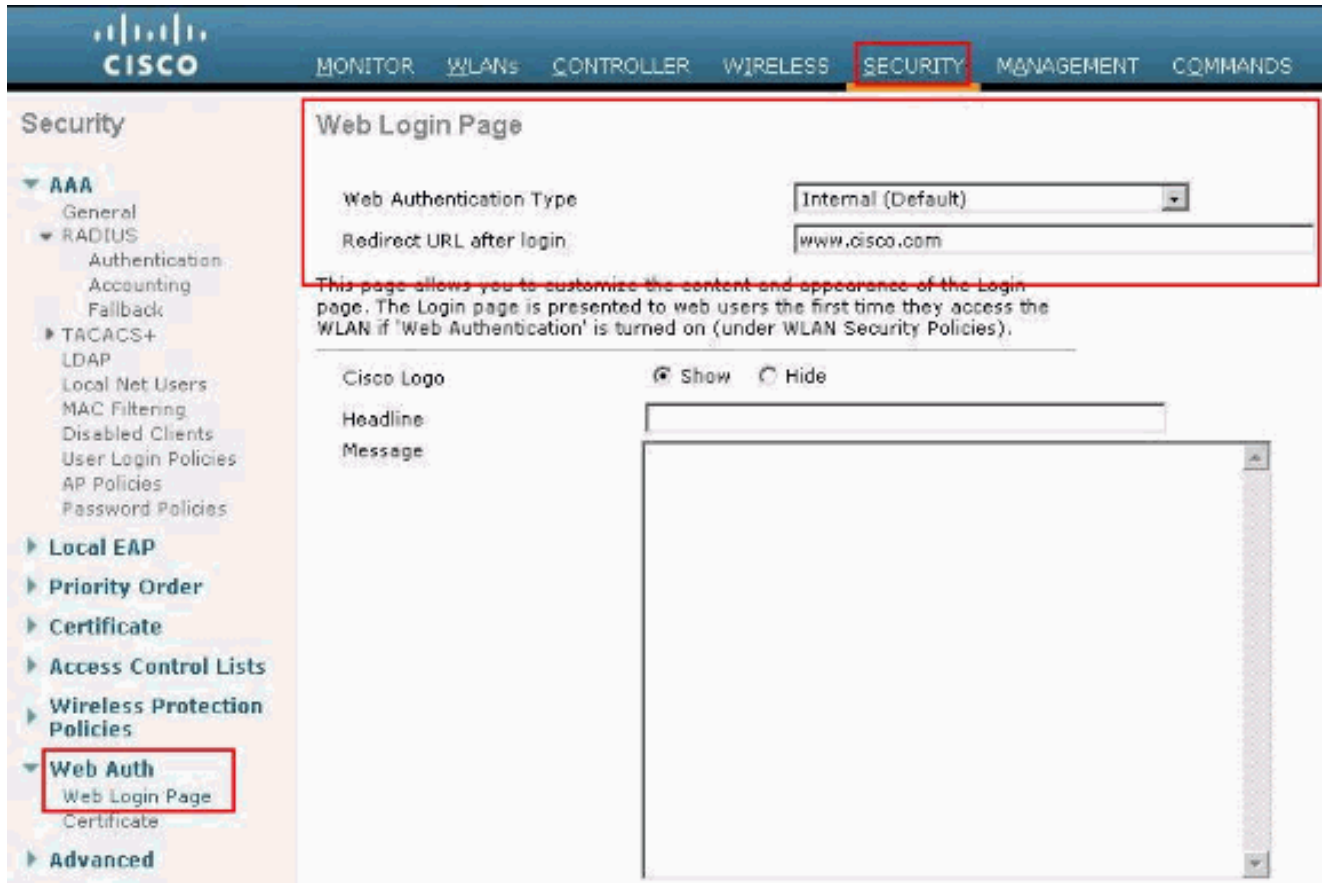 CISCO
MONITOR WLANs CONTROLLER WIRELESS SECURITY MANAGEMENT COMMANDS
Security
AAA
General
RADIUS
Authentication
Accounting
Fallback
TACACS+
LDAP
Local Net Users
MAC Filtering
Disabled Clients
User Login Policies
AP Policies
Password Policies
Local EAP
Priority Order
Certificate
Access Control Lists
Wireless Protection
Policies
Web Auth
Web Login Page
Certificate
Advanced
Web Login Page
Web Authentication Type Internal (Default)
Redirect URL after login www.cisco.com
This page allows you to customize the content and appearance of the Login
page. The Login page is presented to web users the first time they access the
WLAN if 'Web Authentication' is turned on (under WLAN Security Policies).
Cisco Logo Show Hide
Headline
Message